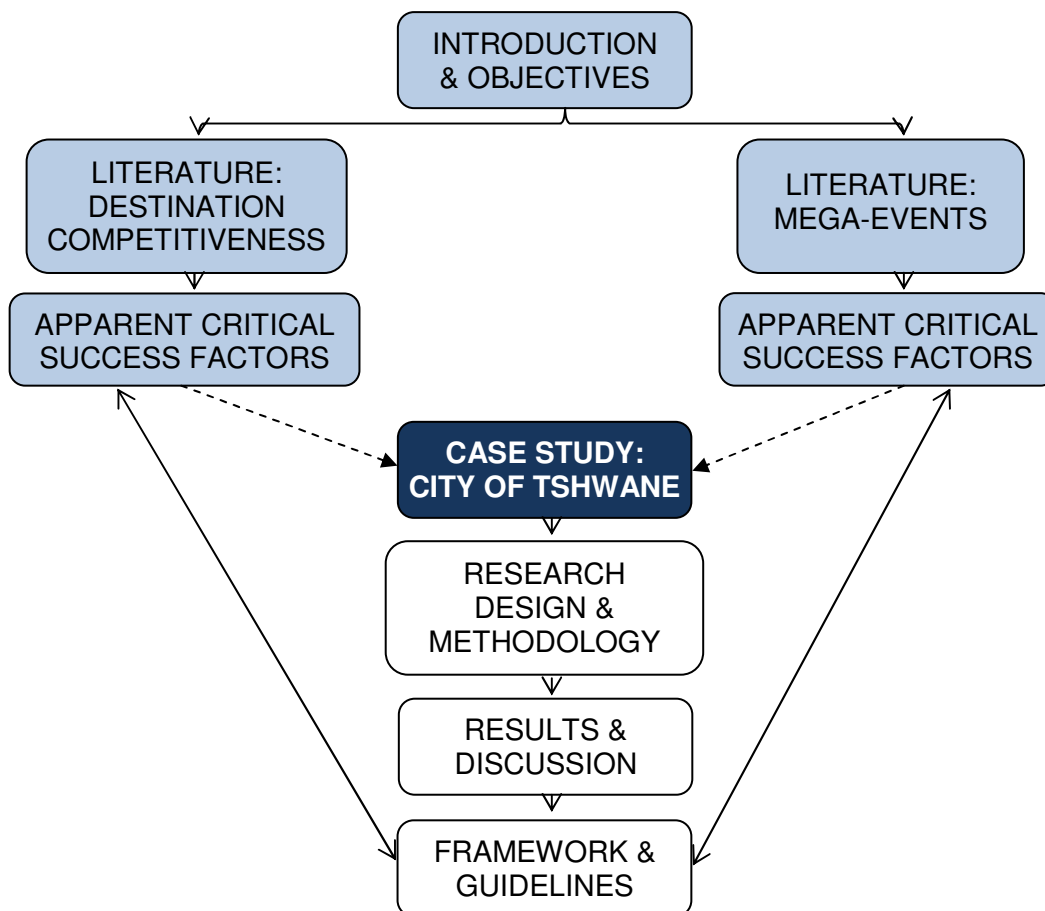 INTRODUCTION
& OBJECTIVES
LITERATURE:
DESTINATION
COMPETITIVENESS
LITERATURE:
MEGA-EVENTS
APPARENT CRITICAL
SUCCESS FACTORS
APPARENT CRITICAL
SUCCESS FACTORS
CASE STUDY:
CITY OF TSHWANE
RESEARCH
DESIGN &
METHODOLOGY
RESULTS &
DISCUSSION
FRAMEWORK &
GUIDELINES